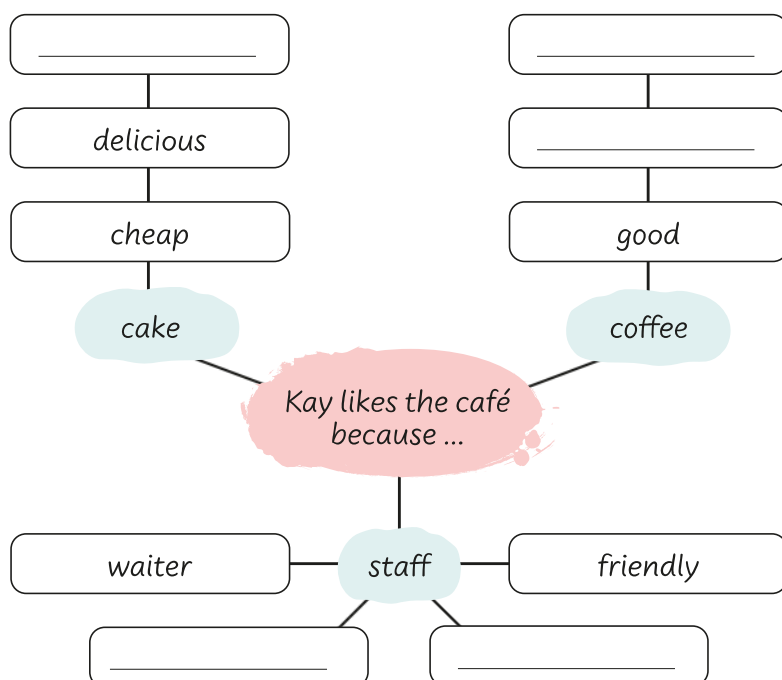 delicious
cheap
good
cake
coffee
Kay likes the café
because ...
waiter
staff
friendly